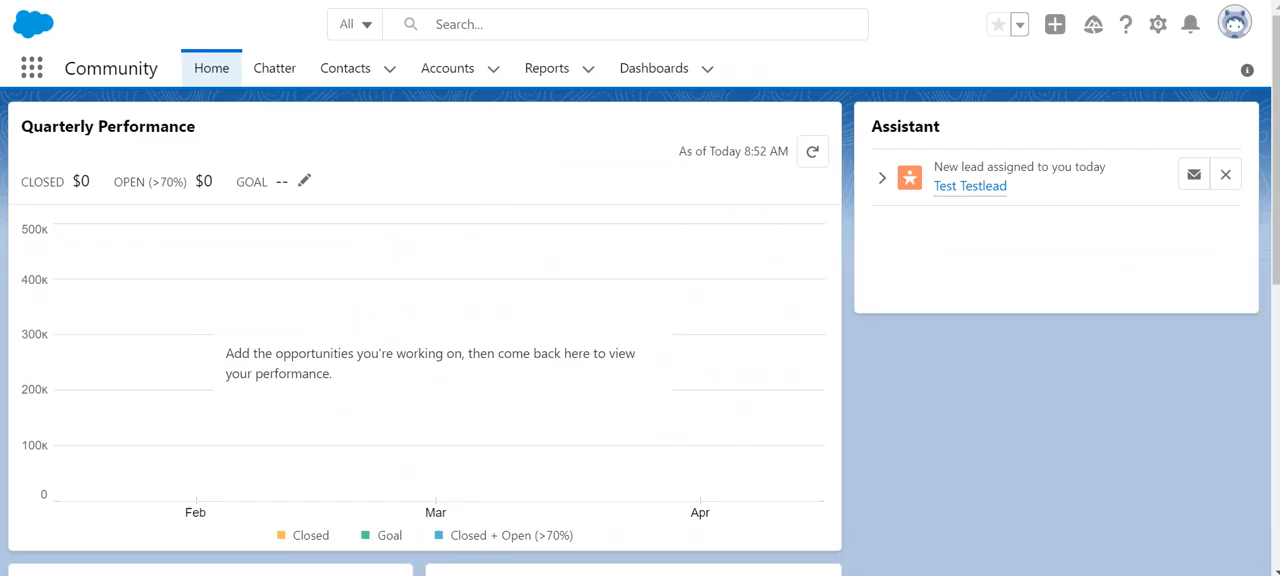 All
Search...
Community
Home
Chatter
Contacts
Accounts
Reports
Dashboards
Quarterly Performance
As of Today 8:52 AM
CLOSED $0 OPEN (>70%) $0 GOAL --
500K
400K
300K
200K
100K
0
Add the opportunities you're working on, then come back here to view
your performance.
Feb Mar Apr
Closed Goal Closed + Open (>70%)
Assistant
New lead assigned to you today
Test Testlead